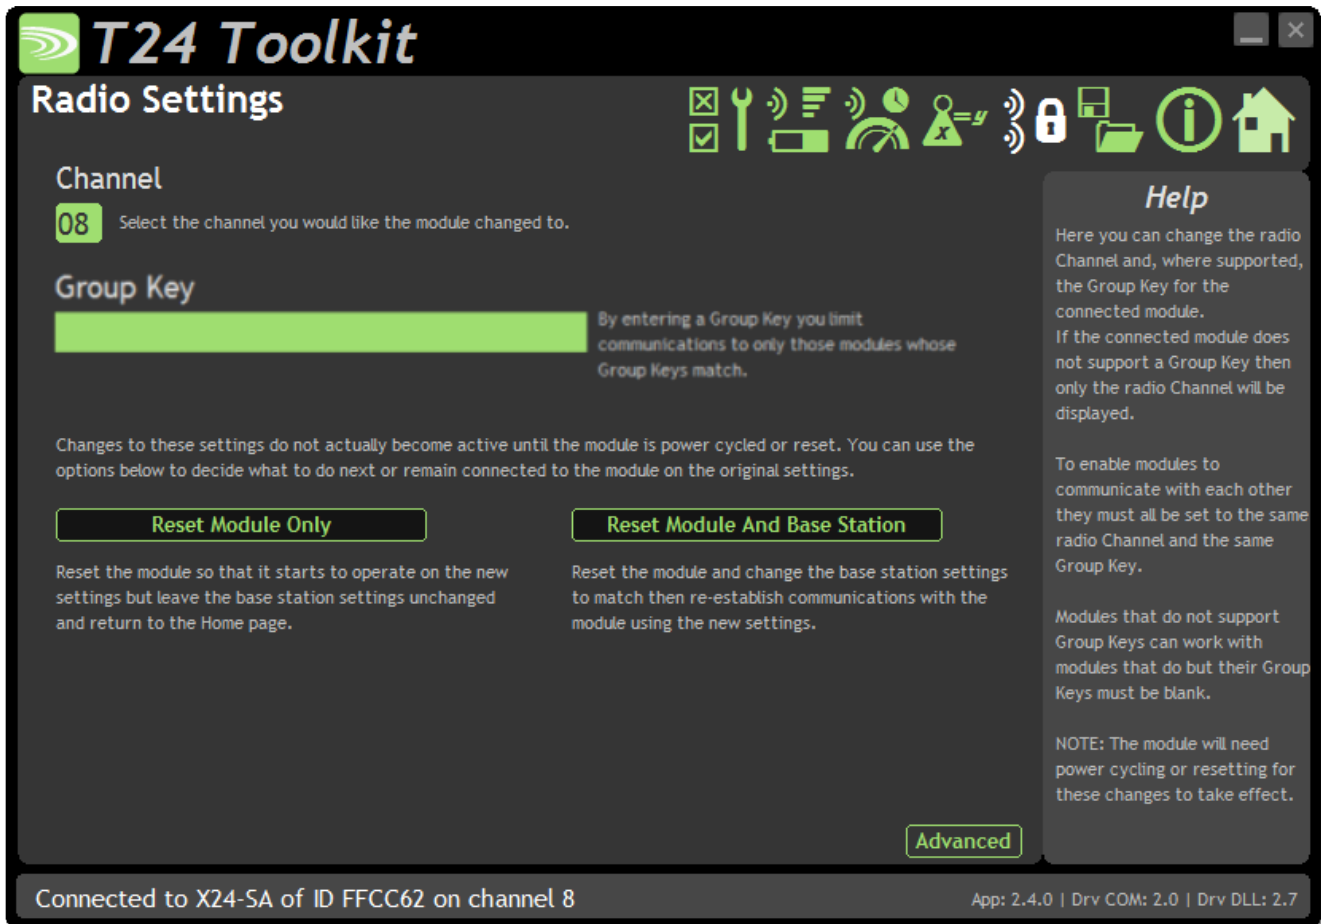 T24 Toolkit
Radio Settings
x
=y
Channel
08
Select the channel you would like the module changed to.
Group Key
By entering a Group Key you limit
communications to only those modules whose
Group Keys match.
Changes to these settings do not actually become active until the module is power cycled or reset. You can use the
options below to decide what to do next or remain connected to the module on the original settings.
Reset Module Only
Reset Module And Base Station
Reset the module so that it starts to operate on the new
settings but leave the base station settings unchanged
and return to the Home page.
Reset the module and change the base station settings
to match then re-establish communications with the
module using the new settings.
Advanced
Help
Here you can change the radio
Channel and, where supported,
the Group Key for the
connected module.
If the connected module does
not support a Group Key then
only the radio Channel will be
displayed.
To enable modules to
communicate with each other
they must all be set to the same
radio Channel and the same
Group Key.
Modules that do not support
Group Keys can work with
modules that do but their Group
Keys must be blank.
NOTE: The module will need
power cycling or resetting for
these changes to take effect.
Connected to X24-SA of ID FFCC62 on channel 8
App: 2.4.0 | Drv COM: 2.0 | Drv DLL: 2.7